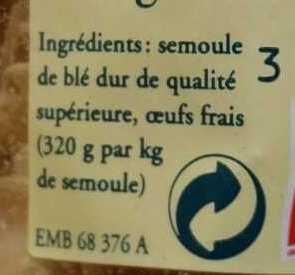 Ingrédients : semoule
de blé dur de qualité
supérieure, œufs frais
(320 g par kg
de semoule)
EMB 68 376 A
3